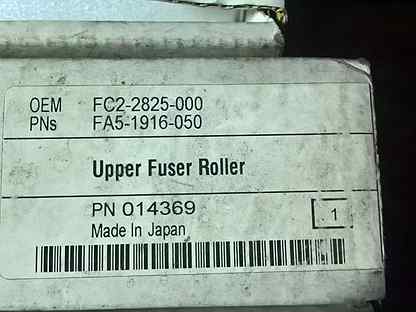 OEM FC2-2825-000
PNs FA5-1916-050
Upper Fuser Roller
PN 014369
1
Made In Japan